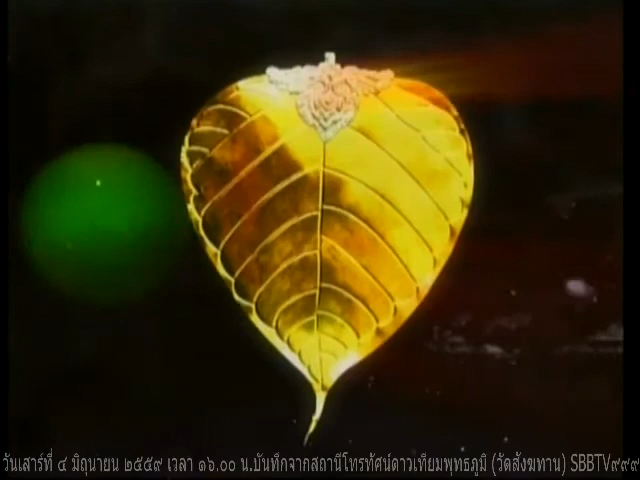 วันเสาร์ที่ ๔ มิถุนายน ๒๕๕๙ เวลา ๑๖.๐๐ น.บันทึกจากสถานีโทรทัศน์ดาวเทียมพุทธภูมิ (วัดสังฆทาน) SBBTV๙๙๙